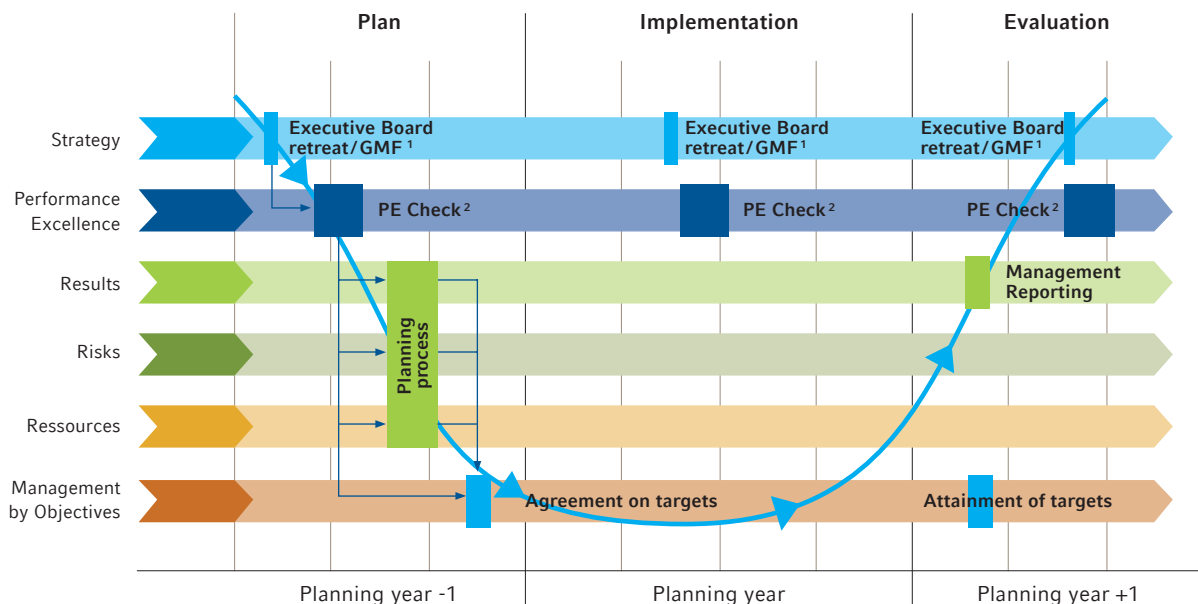 Plan
Implementation
Evaluation
Strategy
Executive Board
retreat/GMF ¹
Executive Board
retreat/GMF ¹
Executive Board
retreat/GMF ¹
Performance
Excellence
PE Check ²
PE Check ²
PE Check ²
Results
Management
Reporting
Risks
Planning
process
Ressources
Management
by Objectives
Agreement on targets
Attainment of targets
Planning year -1
Planning year
Planning year +1